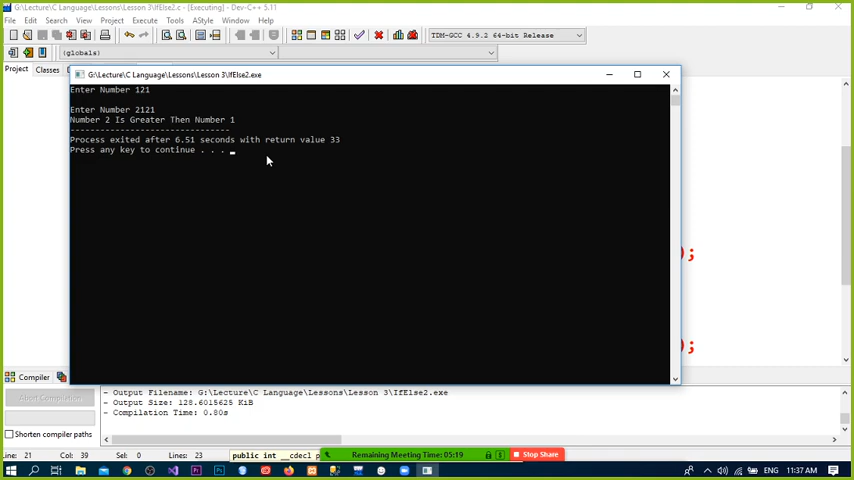 G:\Lecture\C Language\Lessons\Lesson 3\IfElse2.c - [Executing] - Dev-C++ 5.11
File Edit Search View Project Execute Tools AStyle Window Help
TDM-GCC 4.9.2 64-bit Release
(globals)
Project Classes
G:\Lecture\C Language\Lessons\Lesson 3\IfElse2.exe
Enter Number 121
Enter Number 2121
Number 2 Is Greater Then Number 1
--------------------------------
Process exited after 6.51 seconds with return value 33
Press any key to continue . . .
);
);
Compiler
Abort Compilation
- Output Filename: G:\Lecture\C Language\Lessons\Lesson 3\IfElse2.exe
- Output Size: 128.6015625 KiB
- Compilation Time: 0.80s
Shorten compiler paths
Line: 21 Col: 39 Sel: 0 Lines: 23
public int __cdecl p
Remaining Meeting Time: 05:19
Stop Share
ENG 11:37 AM